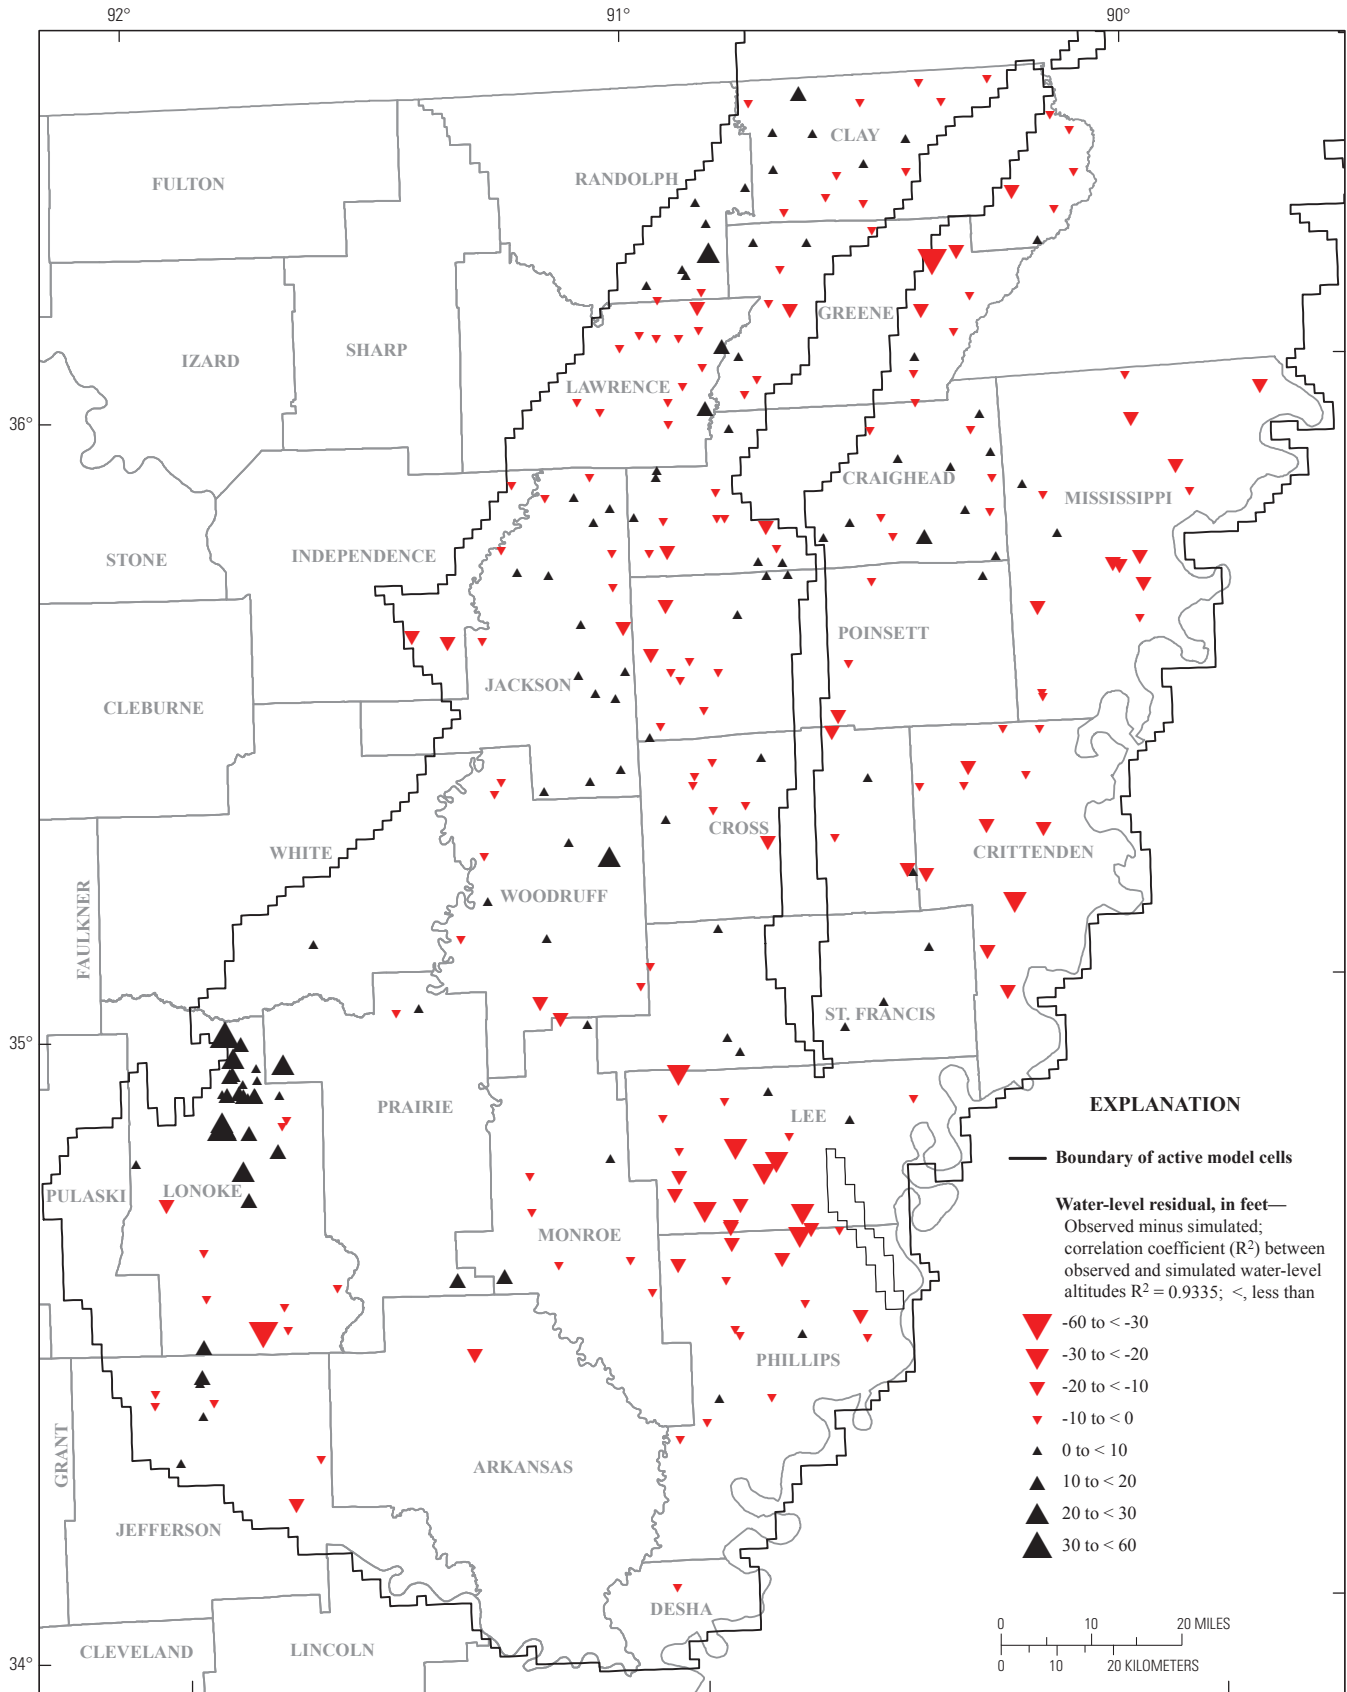 92° 91° 90°
CLAY
RANDOLPH
FULTON
GREENE
SHARP
IZARD
LAWRENCE
36°
CRAIGHEAD
MISSISSIPPI
INDEPENDENCE
STONE
POINSETT
JACKSON
CLEBURNE
CROSS
WHITE
CRITTENDEN
WOODRUFF
FAULKNER
ST. FRANCIS
35°
PRAIRIE
LEE
PULASKI
LONOKE
MONROE
PHILLIPS
GRANT
ARKANSAS
JEFFERSON
DESHA
CLEVELAND
LINCOLN
34°
EXPLANATION
Boundary of active model cells
Water-level residual, in feet—
Observed minus simulated;
correlation coefficient (R²) between
observed and simulated water-level
altitudes R² = 0.9335; <, less than
-60 to < -30
-30 to < -20
-20 to < -10
-10 to < 0
0 to < 10
10 to < 20
20 to < 30
30 to < 60
0 10 20 MILES
0 10 20 KILOMETERS